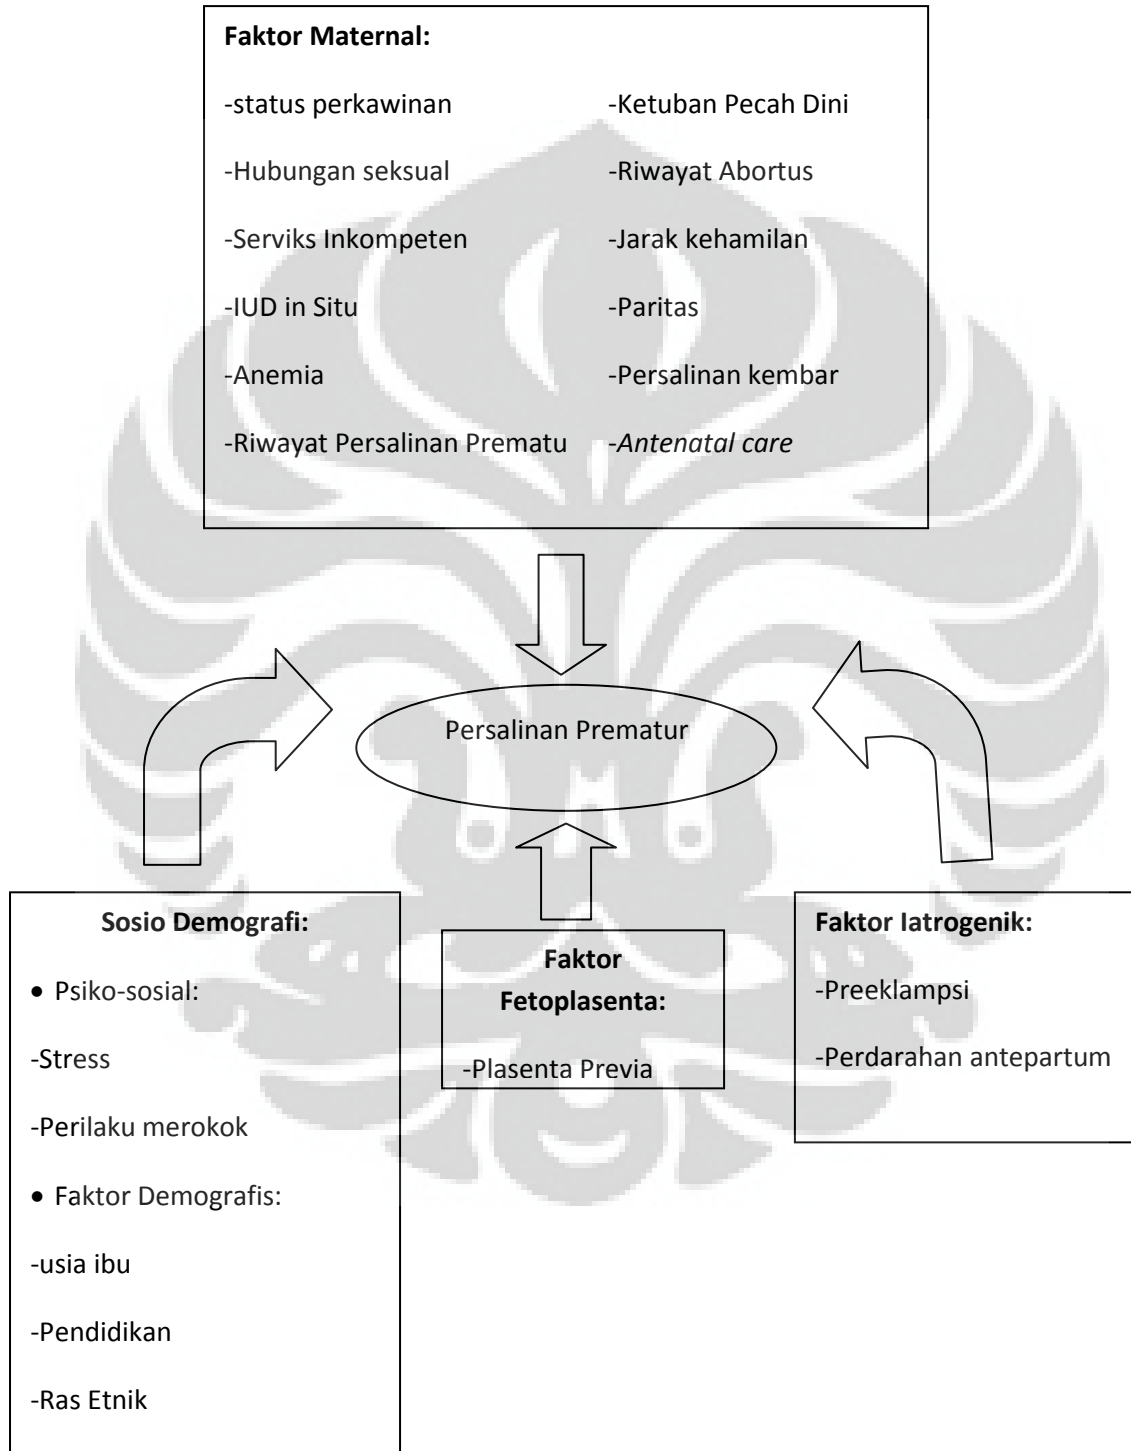 Faktor Maternal:
-status perkawinan
-Ketuban Pecah Dini
-Hubungan seksual
-Riwayat Abortus
-Serviks Inkompeten
-Jarak kehamilan
-IUD in Situ
-Paritas
-Anemia
-Persalinan kembar
-Riwayat Persalinan Prematu
-Antenatal care
Persalinan Prematur
Sosio Demografi:
• Psiko-sosial:
-Stress
-Perilaku merokok
• Faktor Demografis:
-usia ibu
-Pendidikan
-Ras Etnik
Faktor
Fetoplasenta:
-Plasenta Previa
Faktor Iatrogenik:
-Preeklampsi
-Perdarahan antepartum